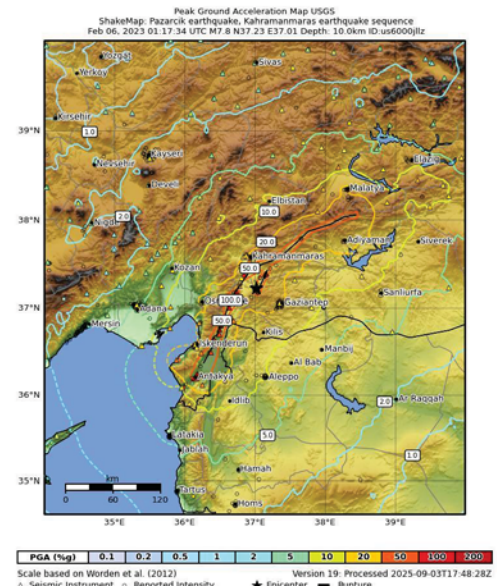 Peak Ground Acceleration Map USGS
ShakeMap: Pazarcik earthquake, Kahramanmaras earthquake sequence
Feb 06, 2023 01:17:34 UTC M7.8 N37.23 E37.01 Depth: 10.0km ID:us6000jllz
Yozgat
Sivas
Yerkoy
Kirsehir
39°N
1.0
Kayseri
Elazig
Nevsehir
Develi
Malatya
Elbistan
10.0
2.0
Nigde
38°N
20.0
Adiyaman
Siverek
Kahramanmaras
Kozan
50.0
Sanliurfa
100.0
Gaziantep
37°N
Adana
Mersin
50.0
Kilis
Iskenderun
Manbij
Al Bab
Antakya
Aleppo
36°N
Idlib
2.0
Ar Raqqah
Latakia
5.0
Jablah
1.0
Hamah
35°N
km
Tartus
Homs
0 60 120
35°E 36°E 37°E 38°E 39°E
PGA (%g) 0.1 0.2 0.5 1 2 5 10 20 50 100 200
Scale based on Worden et al. (2012) Version 19: Processed 2025-09-03T17:48:28Z
Seismic Instrument Reported Intensity Epicenter Rupture